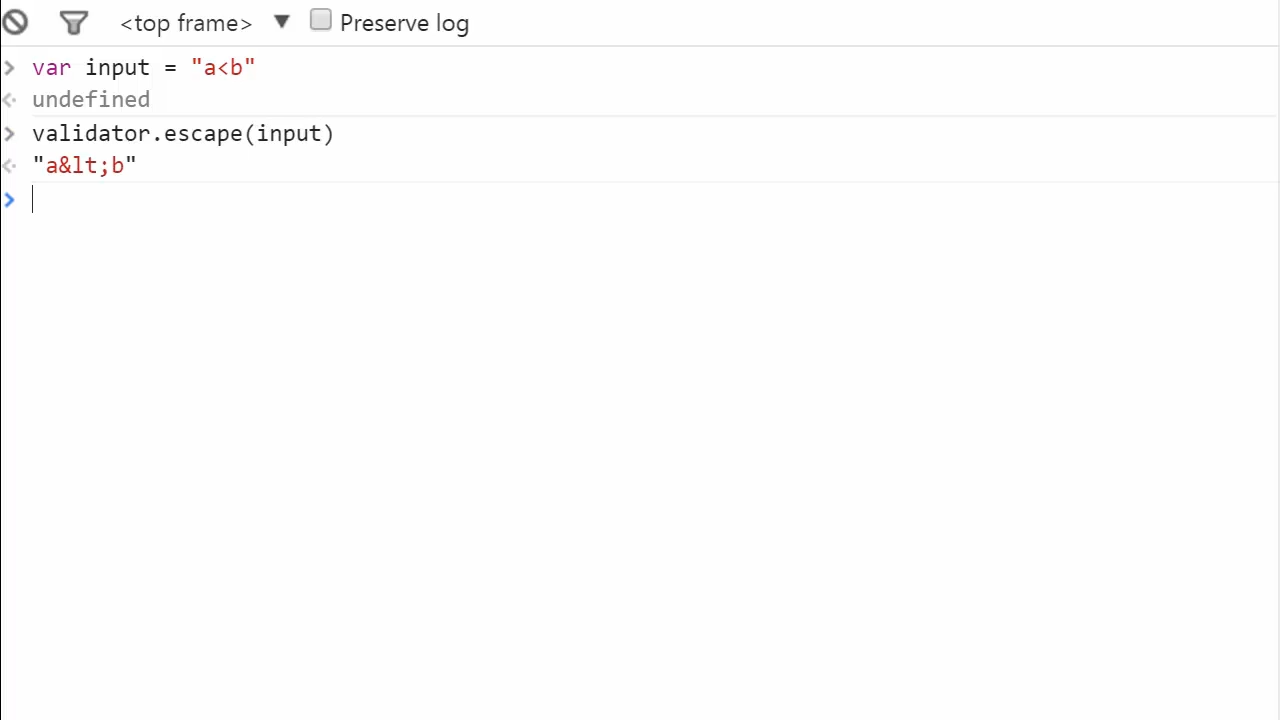 <top frame> ▼ Preserve log
> var input = "a<b"
<· undefined
> validator.escape(input)
<· "a&lt;b"
>